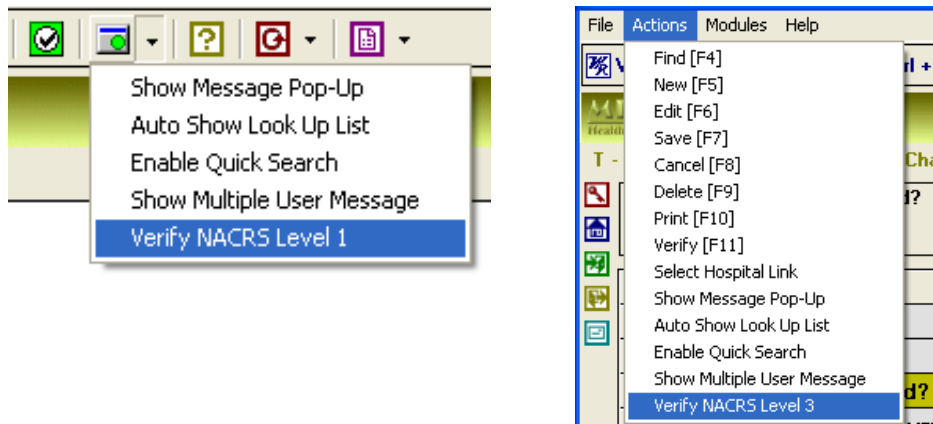 Show Message Pop-Up
Auto Show Look Up List
Enable Quick Search
Show Multiple User Message
Verify NACRS Level 1
File Actions Modules Help
Find [F4]
New [F5]
Edit [F6]
Save [F7]
Cancel [F8]
Delete [F9]
Print [F10]
Verify [F11]
Select Hospital Link
Show Message Pop-Up
Auto Show Look Up List
Enable Quick Search
Show Multiple User Message
Verify NACRS Level 3
T -
d?